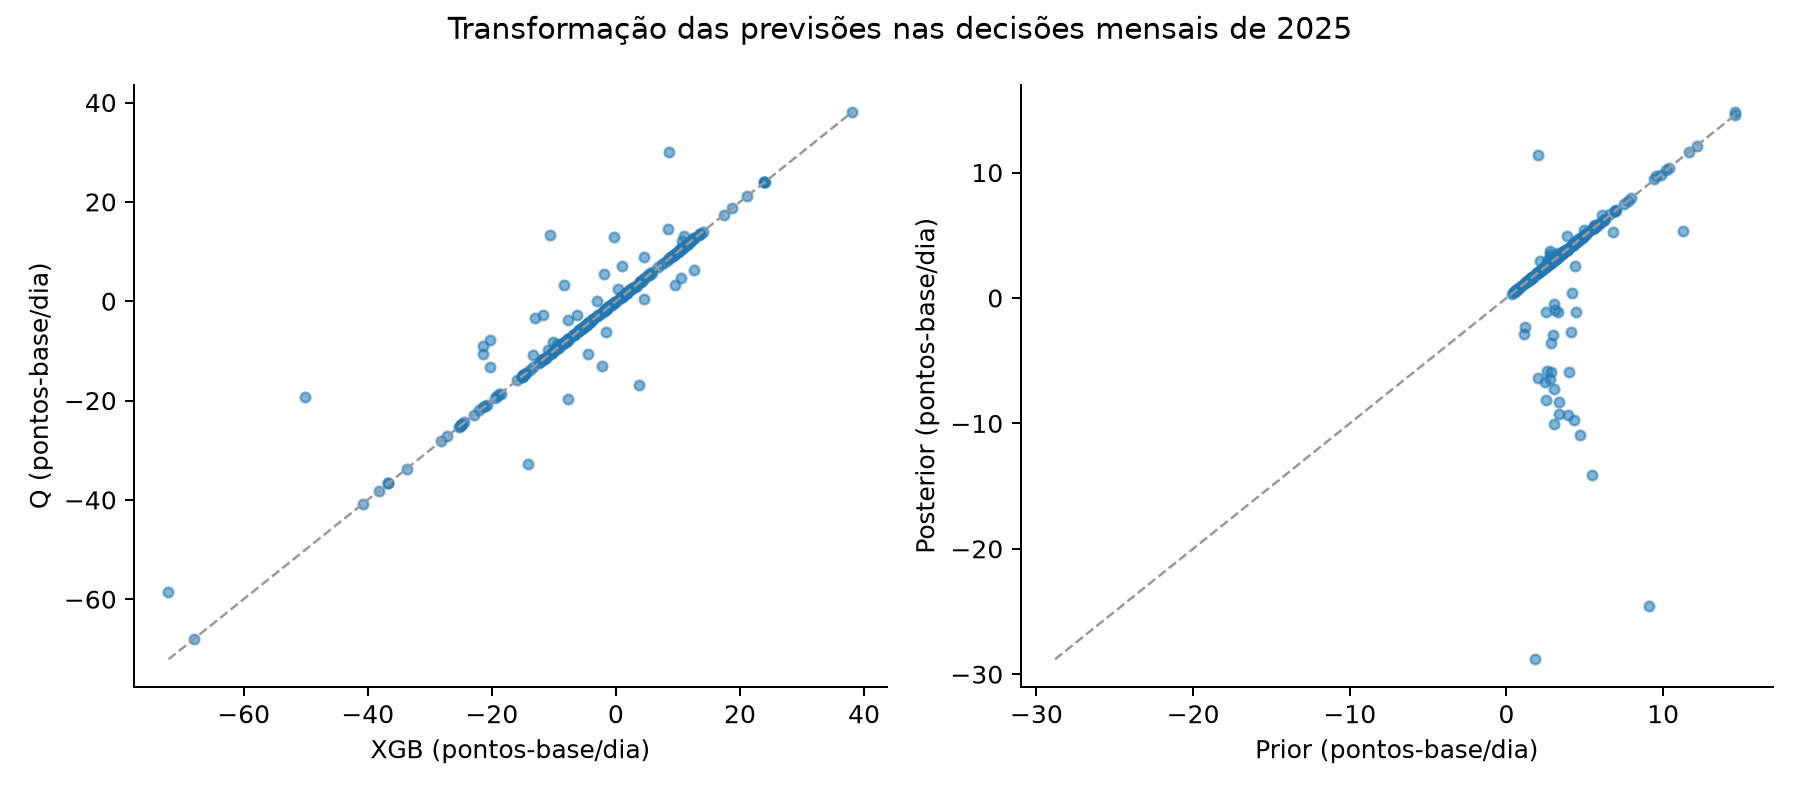 Transformação das previsões nas decisões mensais de 2025
Q (pontos-base/dia)
40
20
0
−20
−40
−60
−60 −40 −20 0 20 40
XGB (pontos-base/dia)
Posterior (pontos-base/dia)
10
0
−10
−20
−30
−30 −20 −10 0 10
Prior (pontos-base/dia)